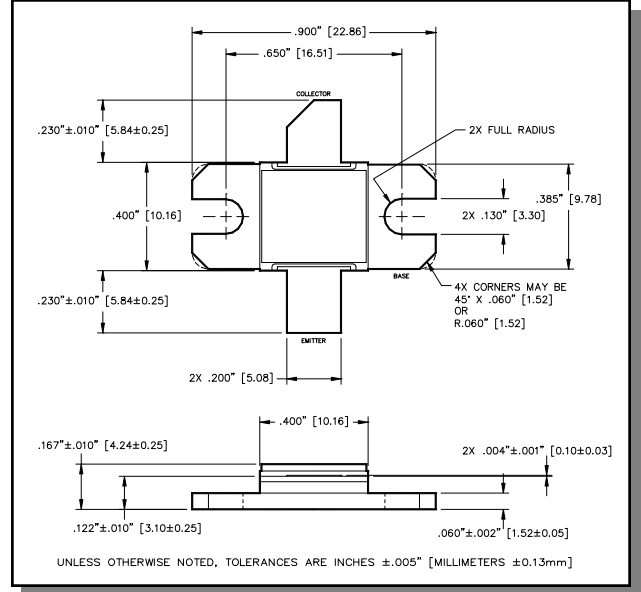 .900" [22.86]
.650" [16.51]
COLLECTOR
.230"±.010" [5.84±0.25]
2X FULL RADIUS
.400" [10.16]
2X .130" [3.30]
.385" [9.78]
BASE
.230"±.010" [5.84±0.25]
4X CORNERS MAY BE
45° X .060" [1.52]
OR
R.060" [1.52]
EMITTER
2X .200" [5.08]
.400" [10.16]
.167"±.010" [4.24±0.25]
2X .004"±.001" [0.10±0.03]
.122"±.010" [3.10±0.25]
.060"±.002" [1.52±0.05]
UNLESS OTHERWISE NOTED, TOLERANCES ARE INCHES ±.005" [MILLIMETERS ±0.13mm]